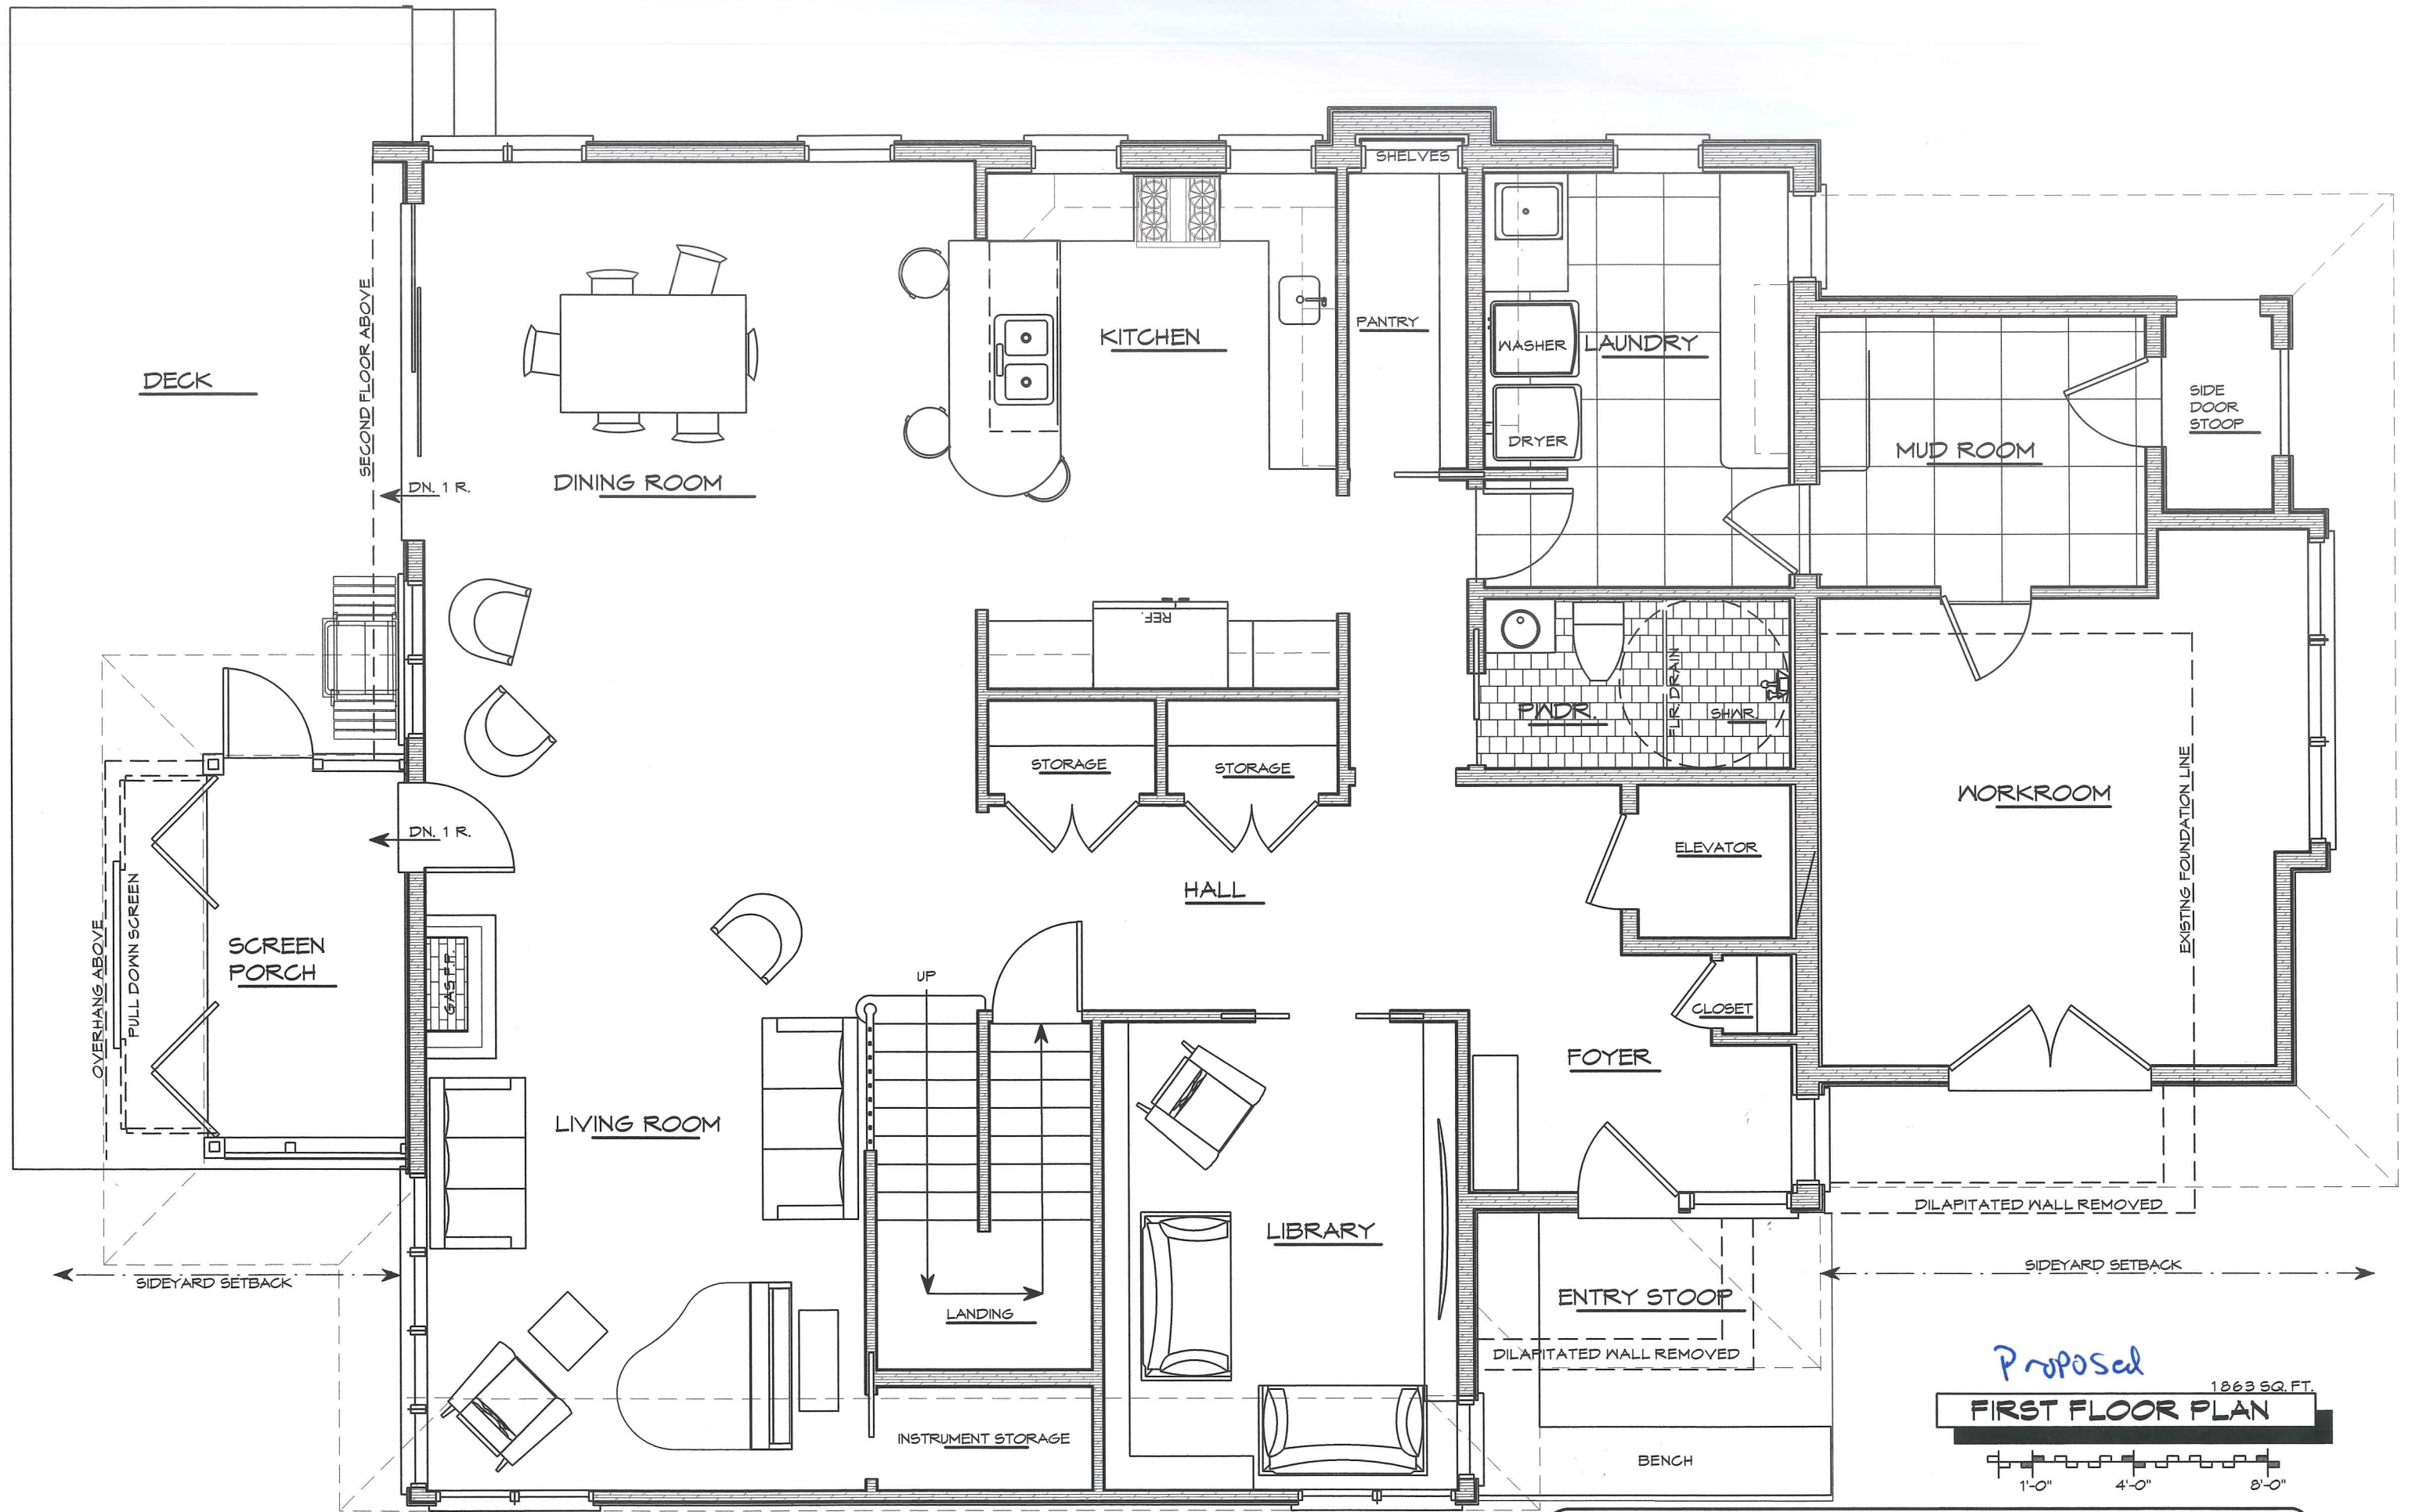 SHELVES
SECOND FLOOR ABOVE
DECK
DN. 1 R.
DINING ROOM
KITCHEN
PANTRY
WASHER
LAUNDRY
DRYER
MUD ROOM
SIDE
DOOR
STOOP
REF.
STORAGE
STORAGE
PWDR.
FLR. DRAIN
SHWR.
WORKROOM
EXISTING FOUNDATION LINE
DN. 1 R.
OVERHANG ABOVE
PULL DOWN SCREEN
SCREEN
PORCH
GAS F.P.
HALL
ELEVATOR
UP
CLOSET
FOYER
LIVING ROOM
LIBRARY
DILAPITATED WALL REMOVED
SIDEYARD SETBACK
SIDEYARD SETBACK
LANDING
ENTRY STOOP
DILAPITATED WALL REMOVED
INSTRUMENT STORAGE
BENCH
Proposed
1863 SQ. FT.
FIRST FLOOR PLAN
1'-0" 4'-0" 8'-0"